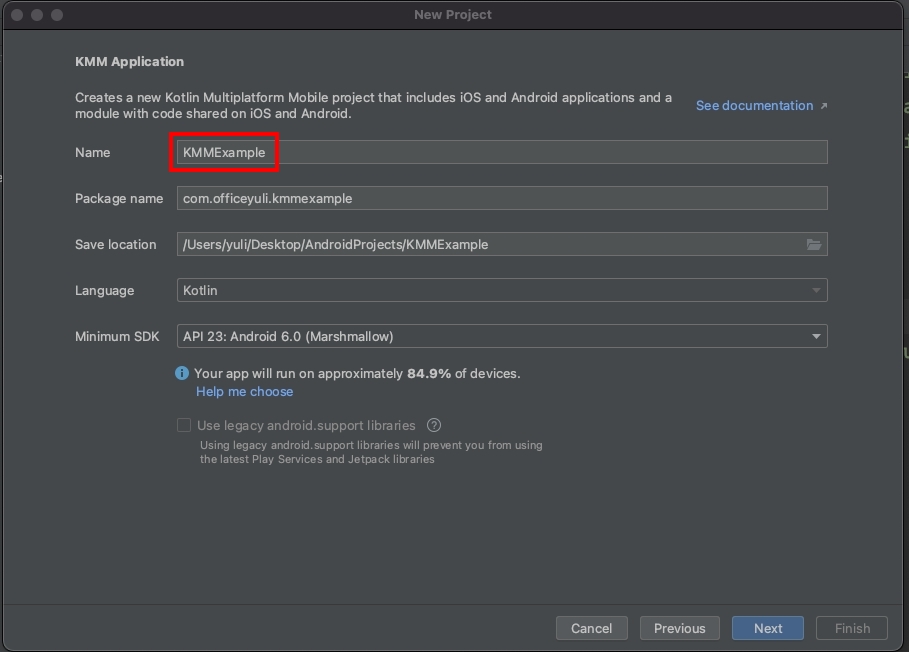 New Project
KMM Application
Creates a new Kotlin Multiplatform Mobile project that includes iOS and Android applications and a
module with code shared on iOS and Android.
See documentation ↗
Name
KMMExample
Package name
com.officeyuli.kmmexample
Save location
/Users/yuli/Desktop/AndroidProjects/KMMExample
Language
Kotlin
Minimum SDK
API 23: Android 6.0 (Marshmallow)
Your app will run on approximately 84.9% of devices.
Help me choose
Use legacy android.support libraries ?
Using legacy android.support libraries will prevent you from using
the latest Play Services and Jetpack libraries
Cancel
Previous
Next
Finish